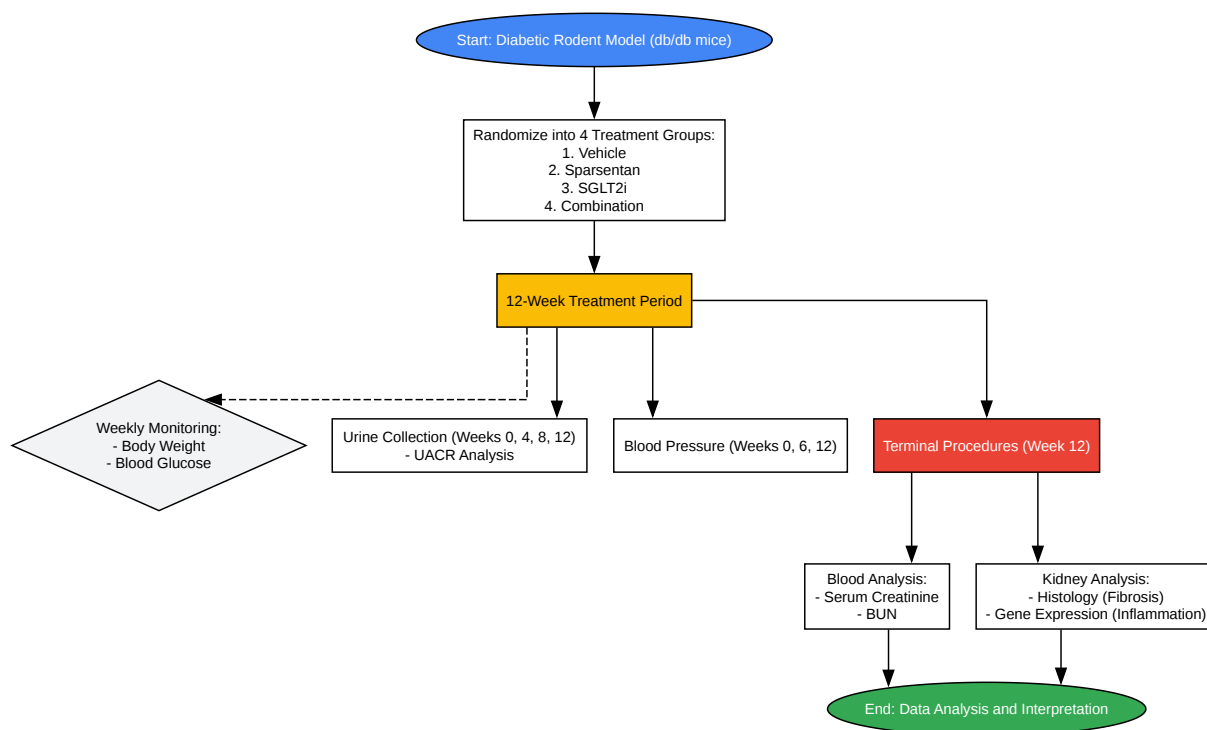 Start: Diabetic Rodent Model (db/db mice)
Randomize into 4 Treatment Groups:
1. Vehicle
2. Sparsentan
3. SGLT2i
4. Combination
12-Week Treatment Period
Weekly Monitoring:
- Body Weight
- Blood Glucose
Urine Collection (Weeks 0, 4, 8, 12)
- UACR Analysis
Blood Pressure (Weeks 0, 6, 12)
Terminal Procedures (Week 12)
Blood Analysis:
- Serum Creatinine
- BUN
Kidney Analysis:
- Histology (Fibrosis)
- Gene Expression (Inflammation)
End: Data Analysis and Interpretation